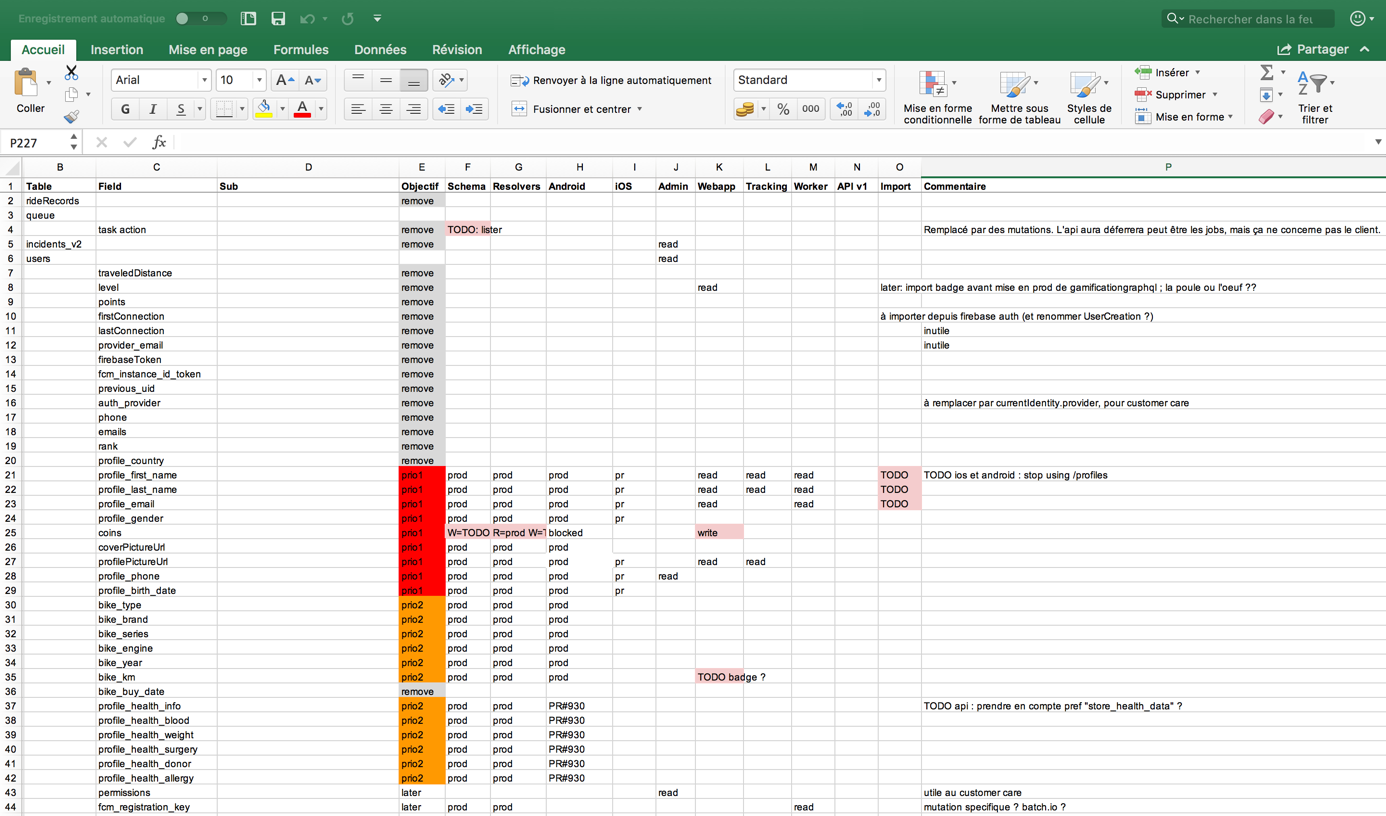 Enregistrement automatique O Rechercher dans la feu
Accueil Insertion Mise en page Formules Données Révision Affichage Partager
Coller Arial 10 A A Renvoyer à la ligne automatiquement Standard
G I S A Fusionner et centrer % 000 ,0 ,00 ,00 ,0
Mise en forme conditionnelle Mettre sous forme de tableau Styles de cellule Insérer Supprimer Mise en forme Σ A Z Trier et filtrer
P227 fx
B C D E F G H I J K L M N O P
1 Table Field Sub Objectif Schema Resolvers Android iOS Admin Webapp Tracking Worker API v1 Import Commentaire
2 rideRecords remove
3 queue
4 task action remove TODO: lister Remplacé par des mutations. L'api aura déferrera peut être les jobs, mais ça ne concerne pas le client.
5 incidents_v2 remove read
6 users read
7 traveledDistance remove
8 level remove read later: import badge avant mise en prod de gamificationgraphql ; la poule ou l'oeuf ??
9 points remove
10 firstConnection remove à importer depuis firebase auth (et renommer UserCreation ?)
11 lastConnection remove inutile
12 provider_email remove inutile
13 firebaseToken remove
14 fcm_instance_id_token remove
15 previous_uid remove
16 auth_provider remove à remplacer par currentIdentity.provider, pour customer care
17 phone remove
18 emails remove
19 rank remove
20 profile_country remove
21 profile_first_name prio1 prod prod prod pr read read read TODO TODO ios et android : stop using /profiles
22 profile_last_name prio1 prod prod prod pr read read read TODO
23 profile_email prio1 prod prod prod pr read read TODO
24 profile_gender prio1 prod prod prod pr
25 coins prio1 W=TODO R=prod W=T blocked write
26 coverPictureUrl prio1 prod prod prod
27 profilePictureUrl prio1 prod prod prod pr read read
28 profile_phone prio1 prod prod prod pr read
29 profile_birth_date prio1 prod prod prod pr
30 bike_type prio2 prod prod prod
31 bike_brand prio2 prod prod prod
32 bike_series prio2 prod prod prod
33 bike_engine prio2 prod prod prod
34 bike_year prio2 prod prod prod
35 bike_km prio2 prod prod prod TODO badge ?
36 bike_buy_date remove
37 profile_health_info prio2 prod prod PR#930 TODO api : prendre en compte pref "store_health_data" ?
38 profile_health_blood prio2 prod prod PR#930
39 profile_health_weight prio2 prod prod PR#930
40 profile_health_surgery prio2 prod prod PR#930
41 profile_health_donor prio2 prod prod PR#930
42 profile_health_allergy prio2 prod prod PR#930
43 permissions later read utile au customer care
44 fcm_registration_key later prod prod read mutation specifique ? batch.io ?